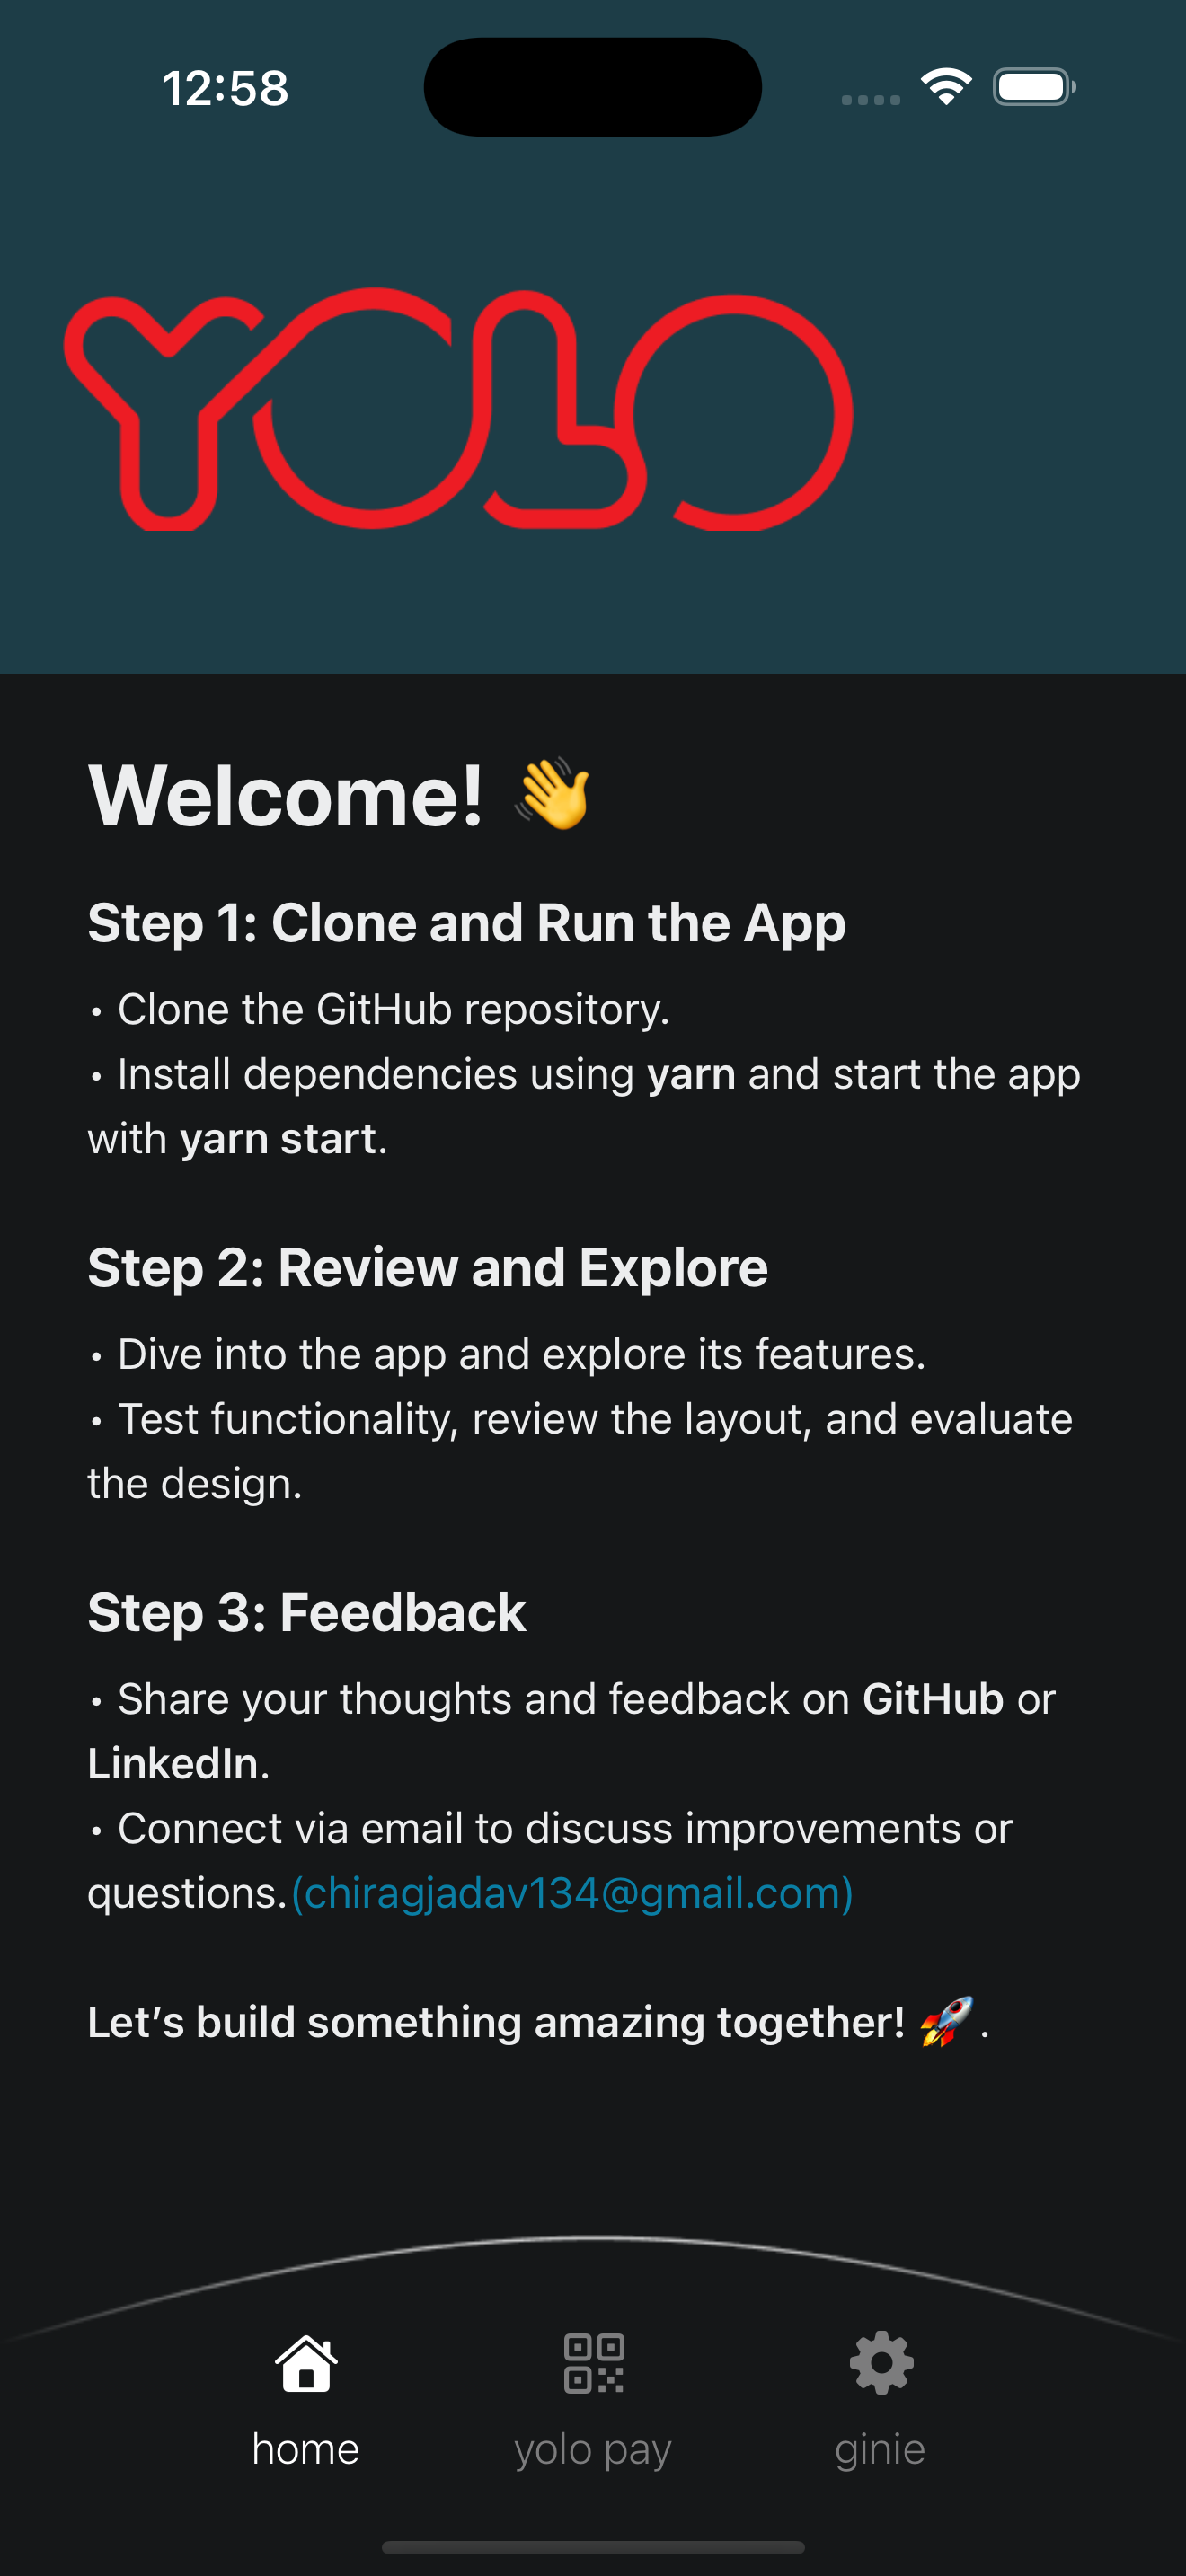 12:58
YOLO
Welcome! 👋
Step 1: Clone and Run the App
• Clone the GitHub repository.
• Install dependencies using yarn and start the app
with yarn start.
Step 2: Review and Explore
• Dive into the app and explore its features.
• Test functionality, review the layout, and evaluate
the design.
Step 3: Feedback
• Share your thoughts and feedback on GitHub or
LinkedIn.
• Connect via email to discuss improvements or
questions.(chiragjadav134@gmail.com)
Let’s build something amazing together! 🚀.
home
yolo pay
ginie